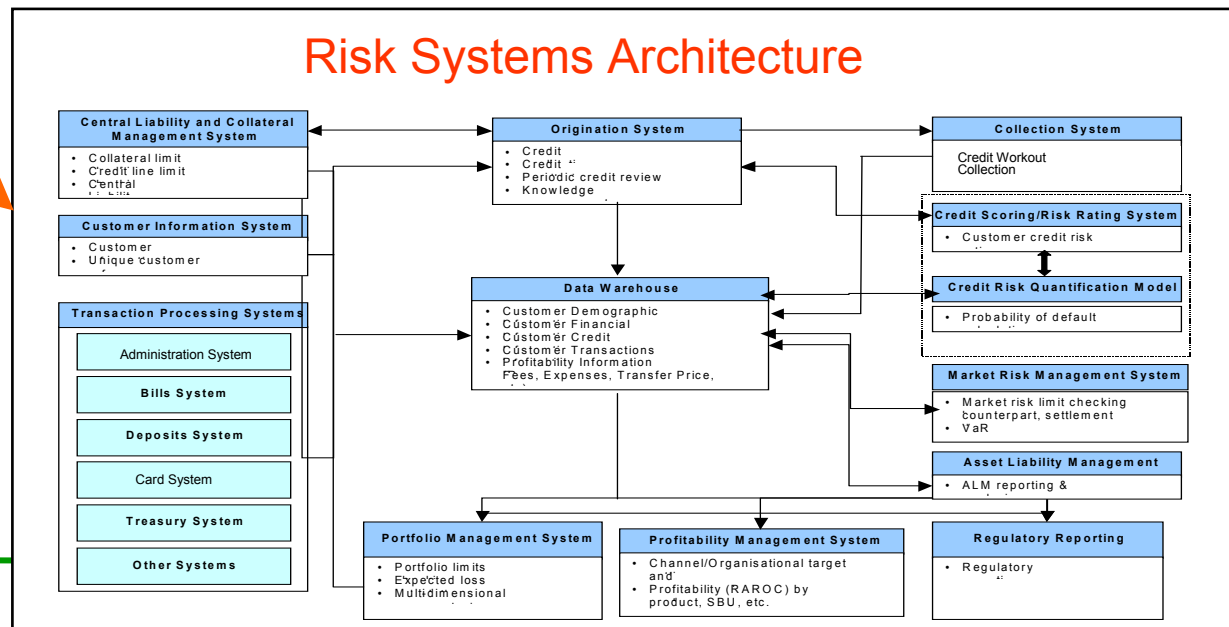 Risk Systems Architecture
Central Liability and Collateral
Management System
• Collateral limit
• Credit line limit
• Central
Customer Information System
• Customer
• Unique customer
Transaction Processing Systems
Administration System
Bills System
Deposits System
Card System
Treasury System
Other Systems
Origination System
• Credit
• Credit
• Periodic credit review
• Knowledge
Data Warehouse
• Customer Demographic
• Customer Financial
• Customer Credit
• Customer Transactions
• Profitability Information
Fees, Expenses, Transfer Price,
Collection System
Credit Workout
Collection
Credit Scoring/Risk Rating System
• Customer credit risk
Credit Risk Quantification Model
• Probability of default
Market Risk Management System
• Market risk limit checking
counterpart, settlement
• VaR
Asset Liability Management
• ALM reporting &
Portfolio Management System
• Portfolio limits
• Expected loss
• Multi-dimensional
Profitability Management System
• Channel/Organisational target
and
• Profitability (RAROC) by
product, SBU, etc.
Regulatory Reporting
• Regulatory